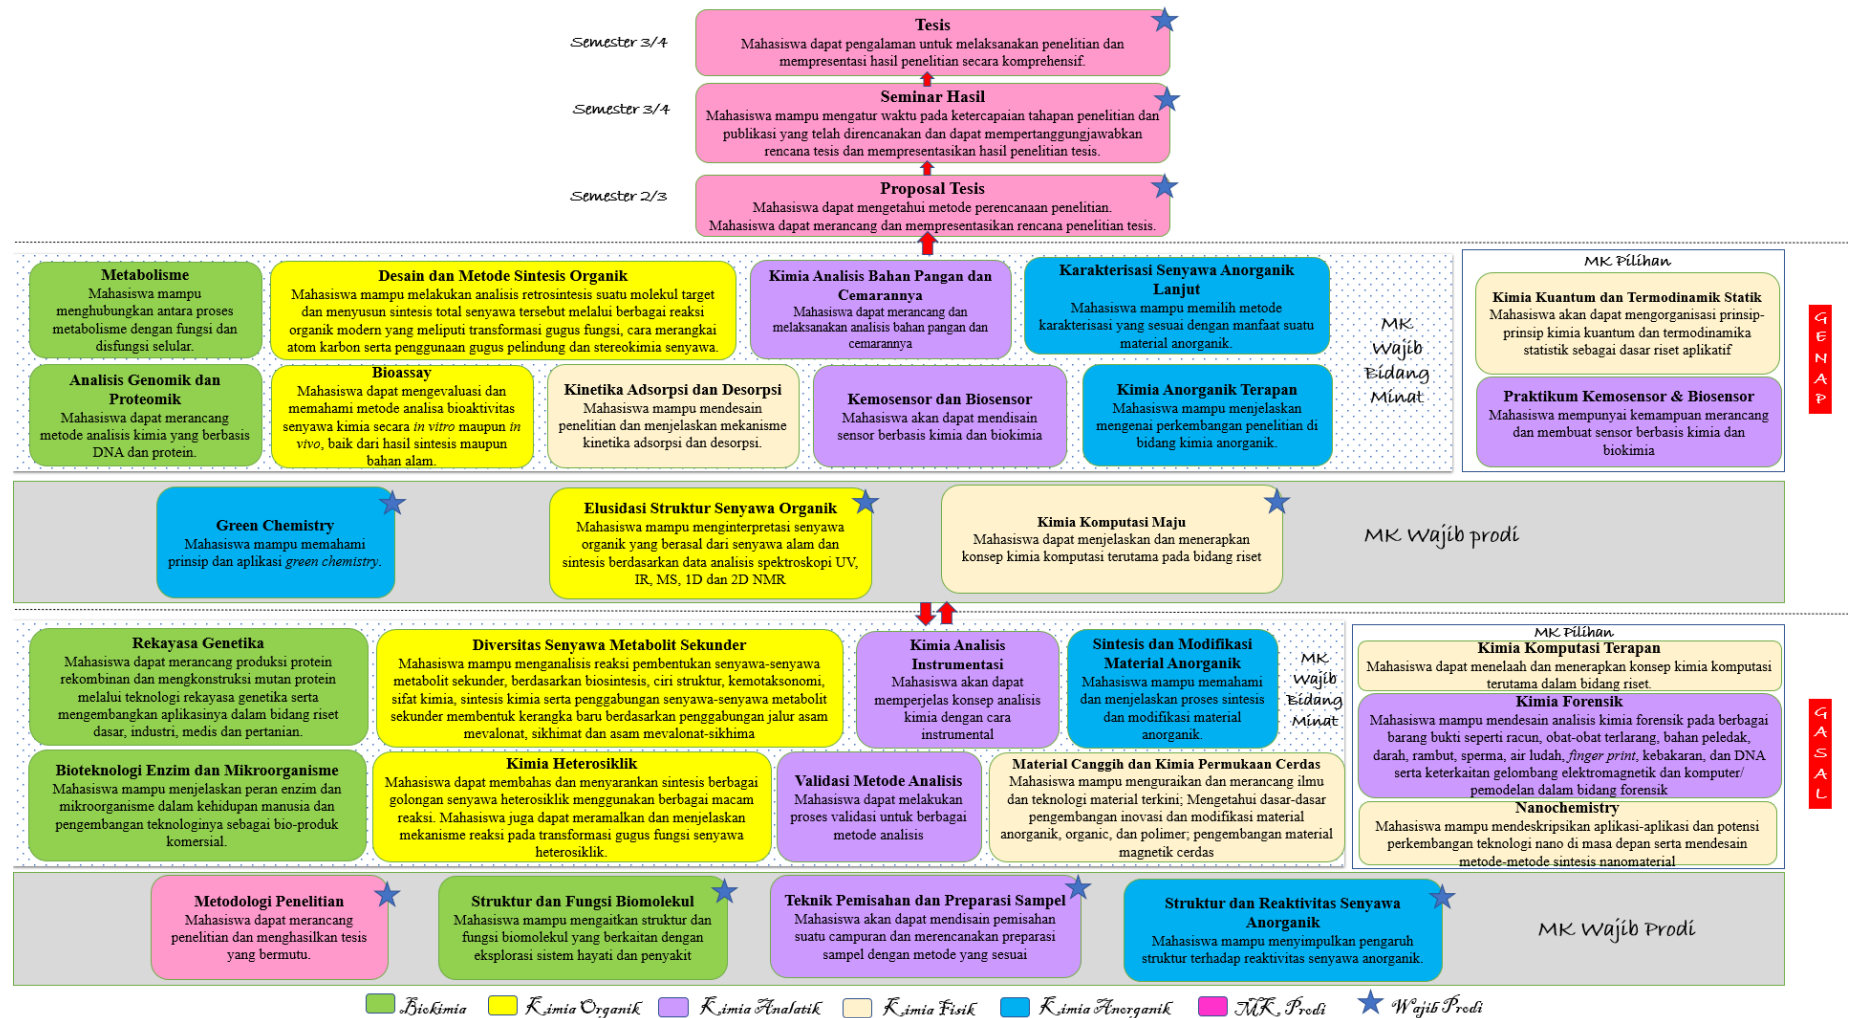 Semester 3/4
Tesis
Mahasiswa dapat pengalaman untuk melaksanakan penelitian dan
mempresentasi hasil penelitian secara komprehensif.
Semester 3/4
Seminar Hasil
Mahasiswa mampu mengatur waktu pada ketercapaian tahapan penelitian dan
publikasi yang telah direncanakan dan dapat mempertanggungjawabkan
rencana tesis dan mempresentasikan hasil penelitian tesis.
Semester 2/3
Proposal Tesis
Mahasiswa dapat mengetahui metode perencanaan penelitian.
Mahasiswa dapat merancang dan mempresentasikan rencana penelitian tesis.
Metabolisme
Mahasiswa mampu
menghubungkan antara proses
metabolisme dengan fungsi dan
disfungsi selular.
Desain dan Metode Sintesis Organik
Mahasiswa mampu melakukan analisis retrosintesis suatu molekul target
dan menyusun sintesis total senyawa tersebut melalui berbagai reaksi
organik modern yang meliputi transformasi gugus fungsi, cara merangkai
atom karbon serta penggunaan gugus pelindung dan stereokimia senyawa.
Kimia Analisis Bahan Pangan dan
Cemarannya
Mahasiswa dapat merancang dan
melaksanakan analisis bahan pangan dan
cemarannya
Karakterisasi Senyawa Anorganik
Lanjut
Mahasiswa mampu memilih metode
karakterisasi yang sesuai dengan manfaat suatu
material anorganik.
Analisis Genomik dan
Proteomik
Mahasiswa dapat merancang
metode analisis kimia yang berbasis
DNA dan protein.
Bioassay
Mahasiswa dapat mengevaluasi dan
memahami metode analisa bioaktivitas
senyawa kimia secara in vitro maupun in
vivo, baik dari hasil sintesis maupun
bahan alam.
Kinetika Adsorpsi dan Desorpsi
Mahasiswa mampu mendesain
penelitian dan menjelaskan mekanisme
kinetika adsorpsi dan desorpsi.
Kemosensor dan Biosensor
Mahasiswa akan dapat mendisain
sensor berbasis kimia dan biokimia
Kimia Anorganik Terapan
Mahasiswa mampu menjelaskan
mengenai perkembangan penelitian di
bidang kimia anorganik.
MK
Wajib
Bidang
Minat
MK Pilihan
Kimia Kuantum dan Termodinamik Statik
Mahasiswa akan dapat mengorganisasi prinsip-
prinsip kimia kuantum dan termodinamika
statistik sebagai dasar riset aplikatif
Praktikum Kemosensor & Biosensor
Mahasiswa mempunyai kemampuan merancang
dan membuat sensor berbasis kimia dan
biokimia
GENAP
Green Chemistry
Mahasiswa mampu memahami
prinsip dan aplikasi green chemistry.
Elusidasi Struktur Senyawa Organik
Mahasiswa mampu menginterpretasi senyawa
organik yang berasal dari senyawa alam dan
sintesis berdasarkan data analisis spektroskopi UV,
IR, MS, 1D dan 2D NMR
Kimia Komputasi Maju
Mahasiswa dapat menjelaskan dan menerapkan
konsep kimia komputasi terutama pada bidang riset
MK Wajib prodi
Rekayasa Genetika
Mahasiswa dapat merancang produksi protein
rekombinan dan mengkonstruksi mutan protein
melalui teknologi rekayasa genetika serta
mengembangkan aplikasinya dalam bidang riset
dasar, industri, medis dan pertanian.
Diversitas Senyawa Metabolit Sekunder
Mahasiswa mampu menganalisis reaksi pembentukan senyawa-senyawa
metabolit sekunder, berdasarkan biosintesis, ciri struktur, kemotaksonomi,
sifat kimia, sintesis kimia serta penggabungan senyawa-senyawa metabolit
sekunder membentuk kerangka baru berdasarkan penggabungan jalur asam
mevalonat, sikhimat dan asam mevalonat-sikhima
Kimia Analisis
Instrumentasi
Mahasiswa akan dapat
memperjelas konsep analisis
kimia dengan cara
instrumental
Sintesis dan Modifikasi
Material Anorganik
Mahasiswa mampu memahami
dan menjelaskan proses sintesis
dan modifikasi material
anorganik.
MK
Wajib
Bidang
Minat
Bioteknologi Enzim dan Mikroorganisme
Mahasiswa mampu menjelaskan peran enzim dan
mikroorganisme dalam kehidupan manusia dan
pengembangan teknologinya sebagai bio-produk
komersial.
Kimia Heterosiklik
Mahasiswa dapat membahas dan menyarankan sintesis berbagai
golongan senyawa heterosiklik menggunakan berbagai macam
reaksi. Mahasiswa juga dapat meramalkan dan menjelaskan
mekanisme reaksi pada transformasi gugus fungsi senyawa
heterosiklik.
Validasi Metode Analisis
Mahasiswa dapat melakukan
proses validasi untuk berbagai
metode analisis
Material Canggih dan Kimia Permukaan Cerdas
Mahasiswa mampu menguraikan dan merancang ilmu
dan teknologi material terkini; Mengetahui dasar-dasar
pengembangan inovasi dan modifikasi material
anorganik, organic, dan polimer; pengembangan material
magnetik cerdas
MK Pilihan
Kimia Komputasi Terapan
Mahasiswa dapat menelaah dan menerapkan konsep kimia komputasi
terutama dalam bidang riset.
Kimia Forensik
Mahasiswa mampu mendesain analisis kimia forensik pada berbagai
barang bukti seperti racun, obat-obat terlarang, bahan peledak,
darah, rambut, sperma, air ludah, finger print, kebakaran, dan DNA
serta keterkaitan gelombang elektromagnetik dan komputer/
pemodelan dalam bidang forensik
Nanochemistry
Mahasiswa mampu mendeskripsikan aplikasi-aplikasi dan potensi
perkembangan teknologi nano di masa depan serta mendesain
metode-metode sintesis nanomaterial
GASAL
Metodologi Penelitian
Mahasiswa dapat merancang
penelitian dan menghasilkan tesis
yang bermutu.
Struktur dan Fungsi Biomolekul
Mahasiswa mampu mengaitkan struktur dan
fungsi biomolekul yang berkaitan dengan
eksplorasi sistem hayati dan penyakit
Teknik Pemisahan dan Preparasi Sampel
Mahasiswa akan dapat mendisain pemisahan
suatu campuran dan merencanakan preparasi
sampel dengan metode yang sesuai
Struktur dan Reaktivitas Senyawa
Anorganik
Mahasiswa mampu menyimpulkan pengaruh
struktur terhadap reaktivitas senyawa anorganik.
MK Wajib Prodi
Biokimia
Kimia Organik
Kimia Analatik
Kimia Fisik
Kimia Anorganik
MK. Prodi
Wajib Prodi